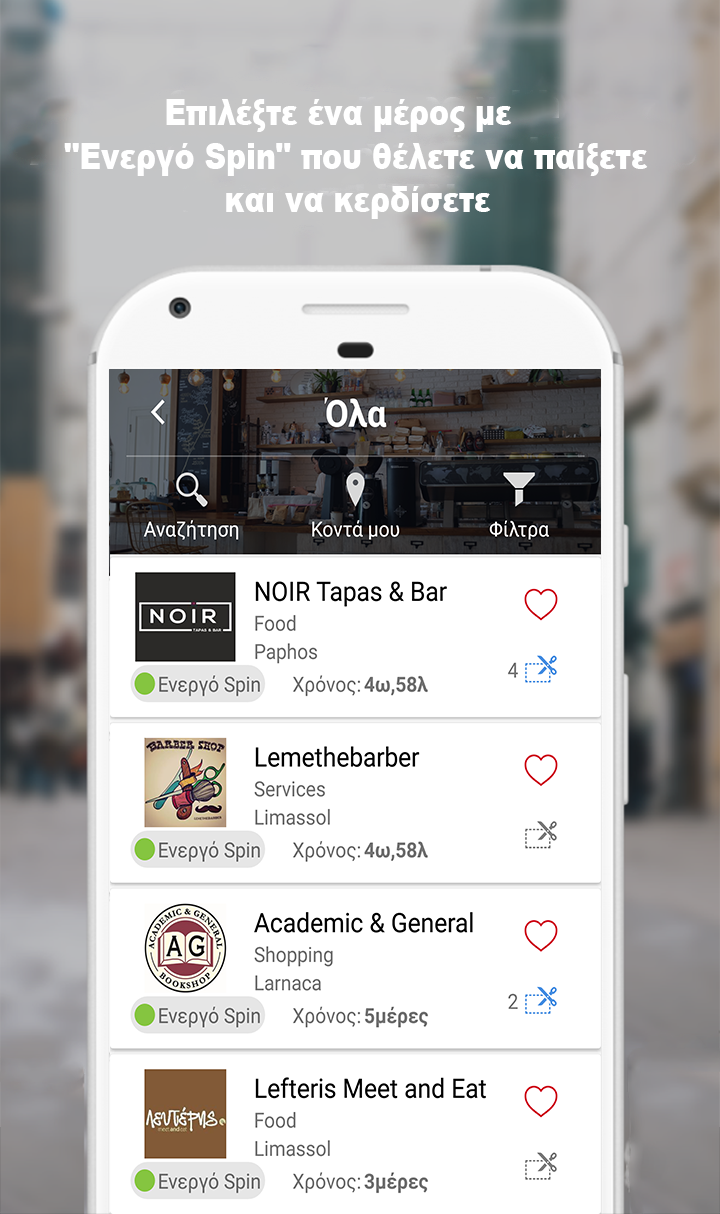 Επιλέξτε ένα μέρος με
"Ενεργό Spin" που θέλετε να παίξετε
και να κερδίσετε
Όλα
Αναζήτηση
Κοντά μου
Φίλτρα
NOIR
TAPAS & BAR
NOIR Tapas & Bar
Food
Paphos
Ενεργό Spin
Χρόνος: 4ω,58λ
4
BARBER SHOP
LEMETHEBARBER
Lemethebarber
Services
Limassol
Ενεργό Spin
Χρόνος: 4ω,58λ
ACADEMIC & GENERAL
AG
BOOKSHOP
Academic & General
Shopping
Larnaca
Ενεργό Spin
Χρόνος: 5μέρες
2
Λευτέρης
meet and eat
Lefteris Meet and Eat
Food
Limassol
Ενεργό Spin
Χρόνος: 3μέρες